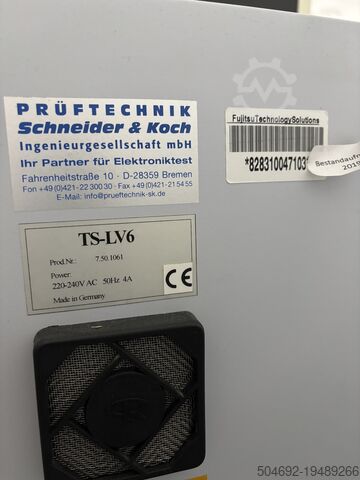 PRÜFTECHNIK
Schneider & Koch
Ingenieurgesellschaft mbH
Ihr Partner für Elektroniktest
Fahrenheitstraße 10 · D-28359 Bremen
Fon +49 (0)421-22 300 30 · Fax +49 (0)421-21 54 55
E-Mail: info@prueftechnik-sk.de
FujitsuTechnologySolutions
*828310047103
TS-LV6
Prod.Nr.: 7.50.1061
Power:
220-240V AC 50Hz 4A
Made in Germany
CE
504692-19489266